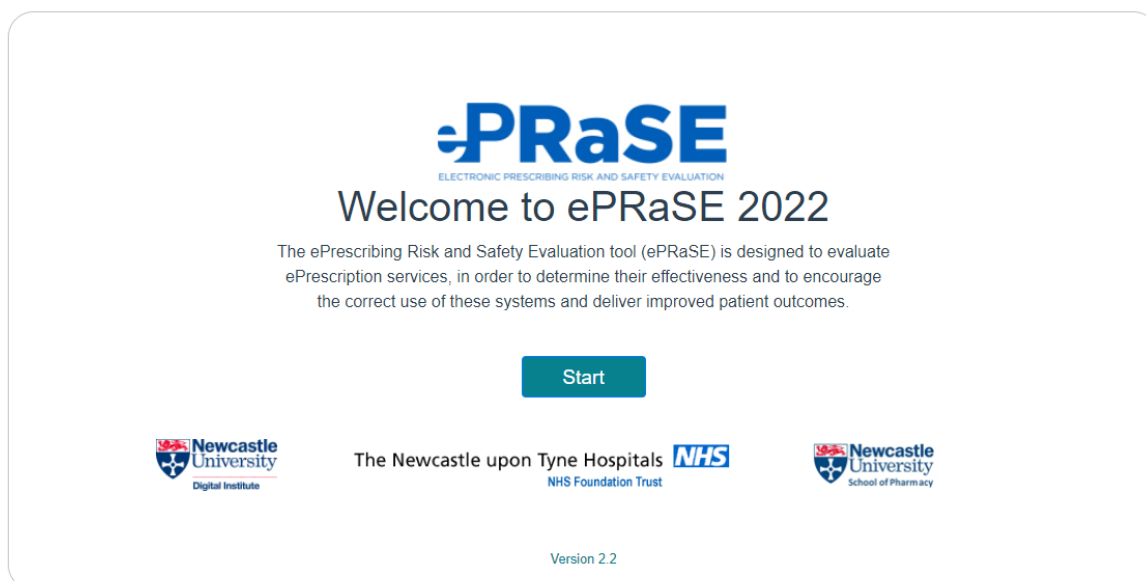 ePRaSE
ELECTRONIC PRESCRIBING RISK AND SAFETY EVALUATION
Welcome to ePRaSE 2022
The ePrescribing Risk and Safety Evaluation tool (ePRaSE) is designed to evaluate
ePrescription services, in order to determine their effectiveness and to encourage
the correct use of these systems and deliver improved patient outcomes.
Start
Newcastle
University
Digital Institute
The Newcastle upon Tyne Hospitals NHS
NHS Foundation Trust
Newcastle
University
School of Pharmacy
Version 2.2